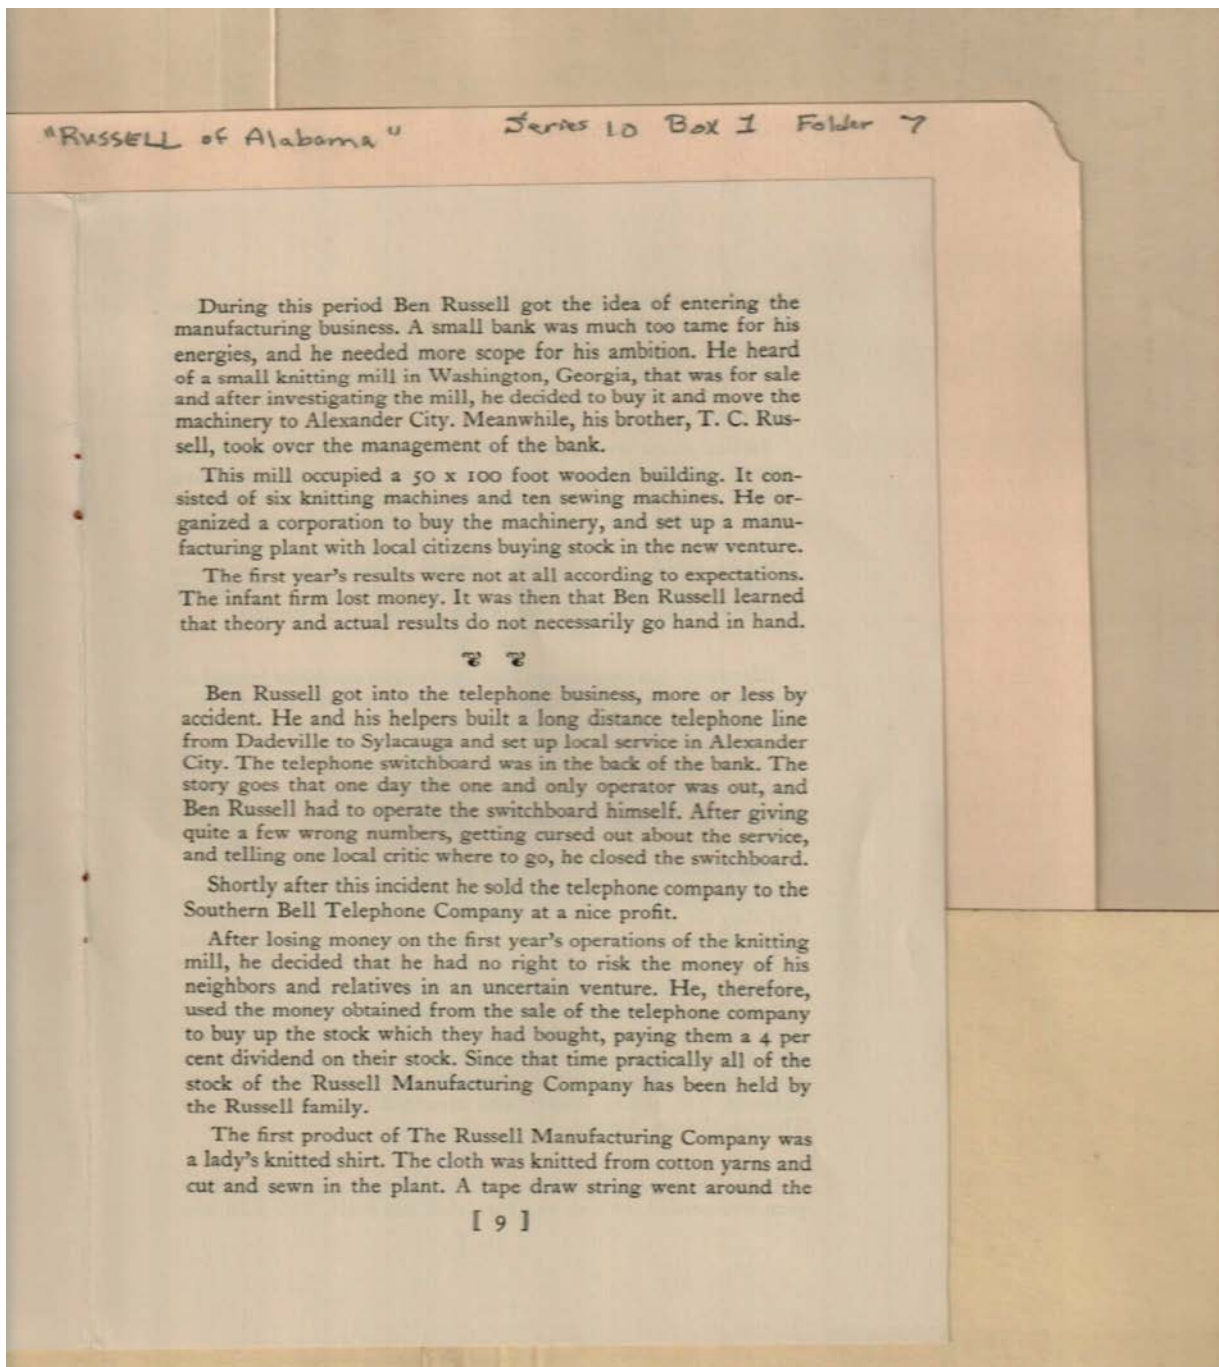 "RUSSELL of Alabama" Series 10 Box 1 Folder 7
During this period Ben Russell got the idea of entering the
manufacturing business. A small bank was much too tame for his
energies, and he needed more scope for his ambition. He heard
of a small knitting mill in Washington, Georgia, that was for sale
and after investigating the mill, he decided to buy it and move the
machinery to Alexander City. Meanwhile, his brother, T. C. Rus-
sell, took over the management of the bank.
This mill occupied a 50 x 100 foot wooden building. It con-
sisted of six knitting machines and ten sewing machines. He or-
ganized a corporation to buy the machinery, and set up a manu-
facturing plant with local citizens buying stock in the new venture.
The first year's results were not at all according to expectations.
The infant firm lost money. It was then that Ben Russell learned
that theory and actual results do not necessarily go hand in hand.
Ben Russell got into the telephone business, more or less by
accident. He and his helpers built a long distance telephone line
from Dadeville to Sylacauga and set up local service in Alexander
City. The telephone switchboard was in the back of the bank. The
story goes that one day the one and only operator was out, and
Ben Russell had to operate the switchboard himself. After giving
quite a few wrong numbers, getting cursed out about the service,
and telling one local critic where to go, he closed the switchboard.
Shortly after this incident he sold the telephone company to the
Southern Bell Telephone Company at a nice profit.
After losing money on the first year's operations of the knitting
mill, he decided that he had no right to risk the money of his
neighbors and relatives in an uncertain venture. He, therefore,
used the money obtained from the sale of the telephone company
to buy up the stock which they had bought, paying them a 4 per
cent dividend on their stock. Since that time practically all of the
stock of the Russell Manufacturing Company has been held by
the Russell family.
The first product of The Russell Manufacturing Company was
a lady's knitted shirt. The cloth was knitted from cotton yarns and
cut and sewn in the plant. A tape draw string went around the
[ 9 ]